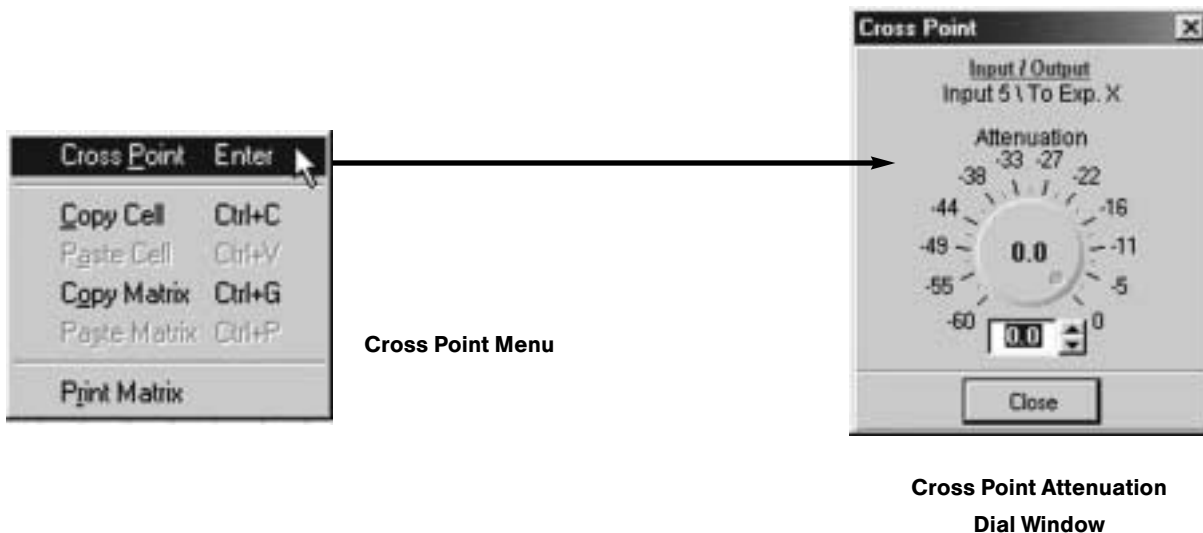 Cross Point Enter
Copy Cell Ctrl+C
Paste Cell Ctrl+V
Copy Matrix Ctrl+G
Paste Matrix Ctrl+P
Print Matrix
Cross Point Menu
Cross Point
Input / Output
Input 5 \ To Exp. X
Attenuation
-33 -27
-38 -22
-44 -16
-49 0.0 -11
-55 -5
-60 0.0 0
Close
Cross Point Attenuation
Dial Window